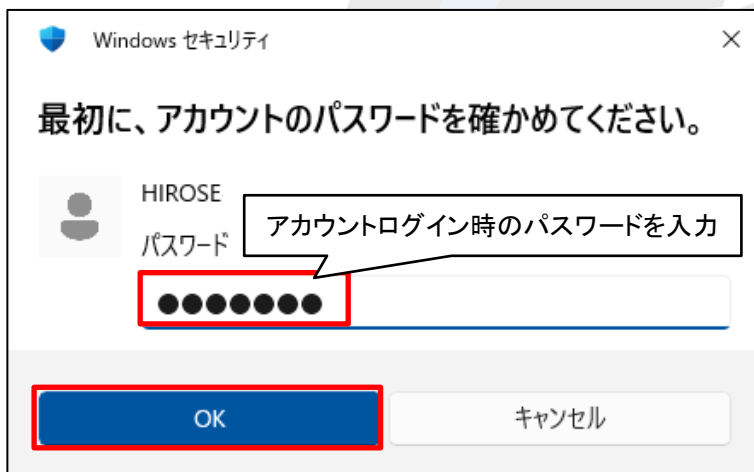 Windows セキュリティ
最初に、アカウントのパスワードを確かめてください。
HIROSE
アカウントログイン時のパスワードを入力
パスワード
●●●●●●●
OK
キャンセル